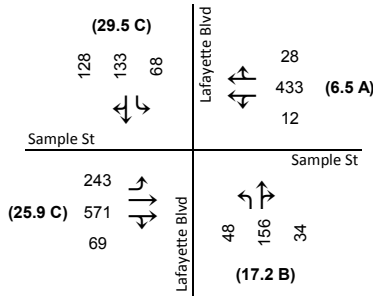 (29.5 C)
128 133 68
Lafayette Blvd
28
433 (6.5 A)
12
Sample St
Sample St
243
(25.9 C) 571
69
Lafayette Blvd
48 156 34
(17.2 B)